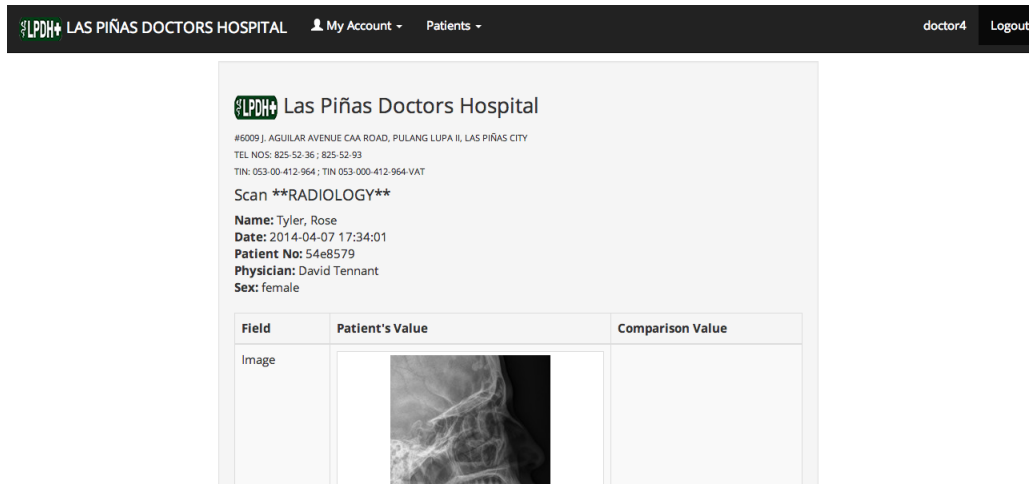 LPDH+ LAS PIÑAS DOCTORS HOSPITAL My Account Patients doctor4 Logout
LPDH+ Las Piñas Doctors Hospital
#6009 J. AGUILAR AVENUE CAA ROAD, PULANG LUPA II, LAS PIÑAS CITY
TEL NOS: 825-52-36 ; 825-52-93
TIN: 053-00-412-964 ; TIN 053-000-412-964-VAT
Scan **RADIOLOGY**
Name: Tyler, Rose
Date: 2014-04-07 17:34:01
Patient No: 54e8579
Physician: David Tennant
Sex: female
Field Patient's Value Comparison Value
Image